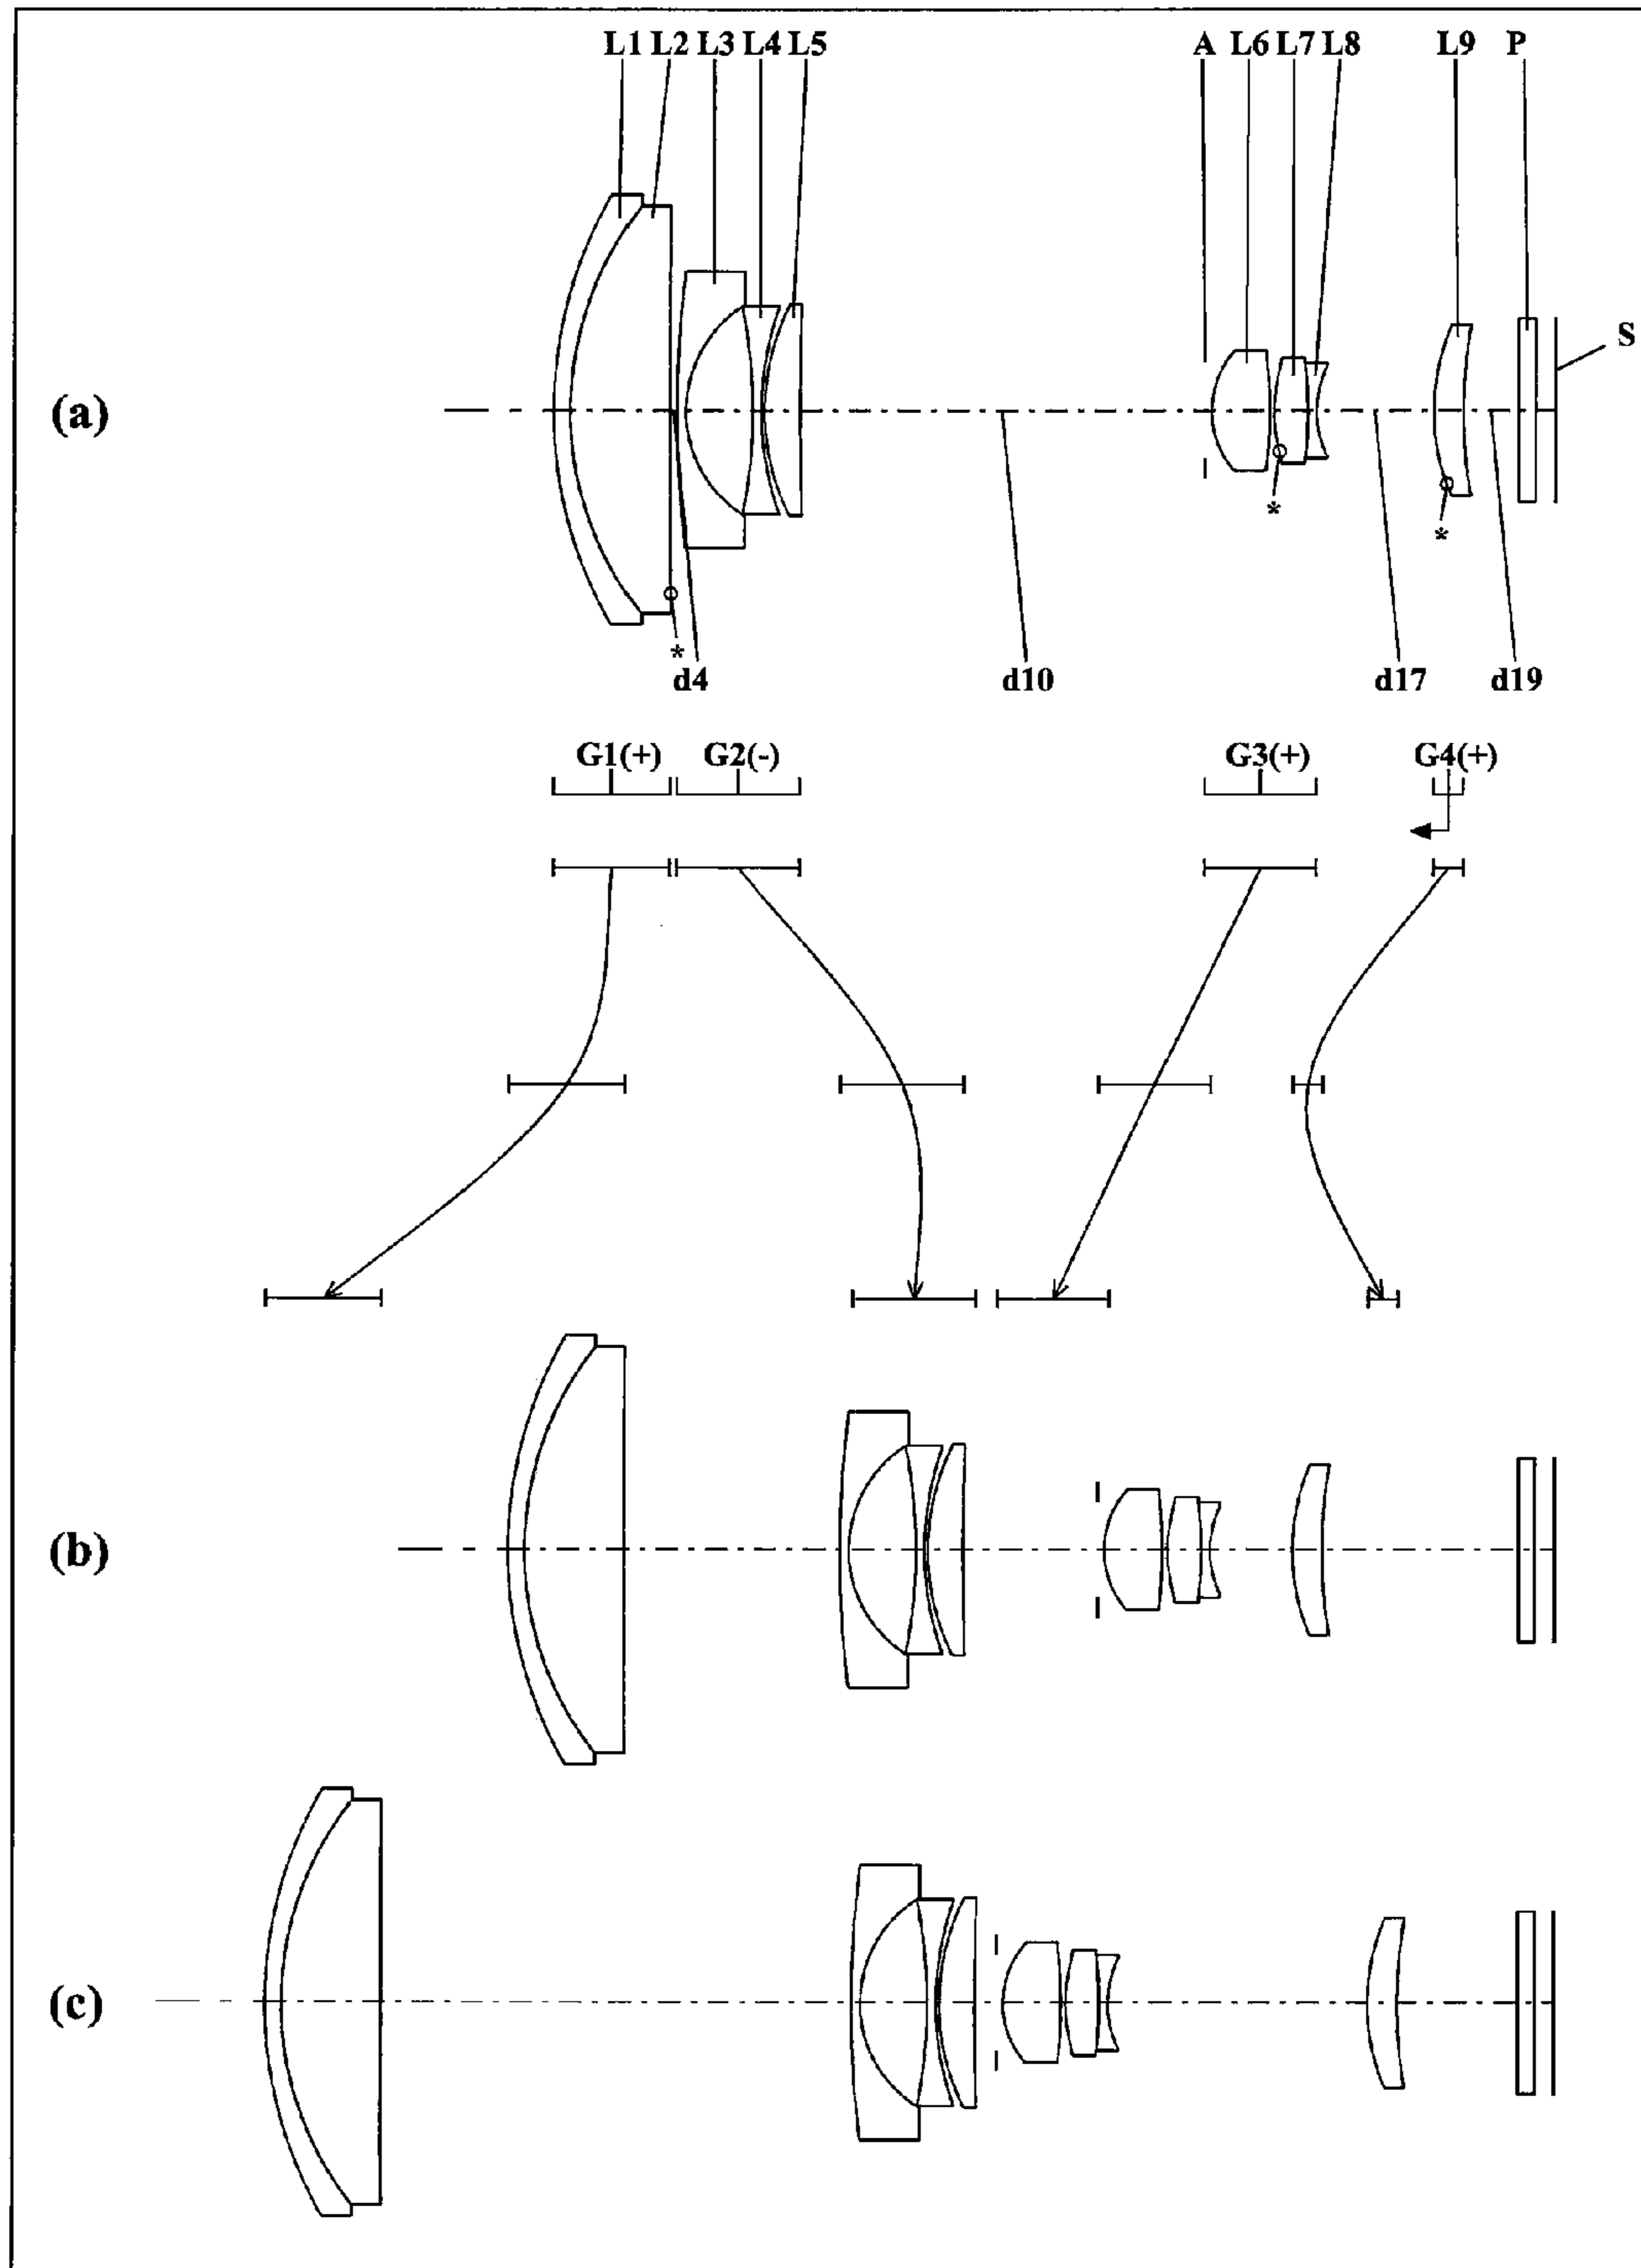 L1 L2 L3 L4 L5 A L6 L7 L8 L9 P
S
(a)
* *
*
d4 d10 d17 d19
G1(+) G2(-) G3(+) G4(+)
(b)
(c)